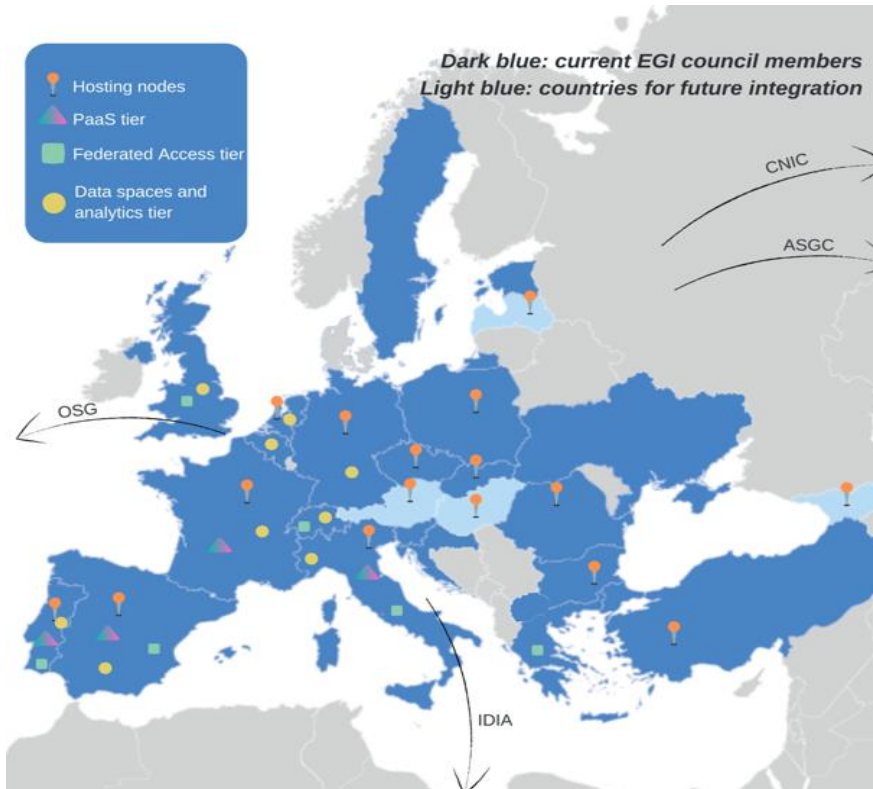 Dark blue: current EGI council members
Light blue: countries for future integration
Hosting nodes
PaaS tier
Federated Access tier
Data spaces and
analytics tier
CNIC
ASGC
OSG
IDIA